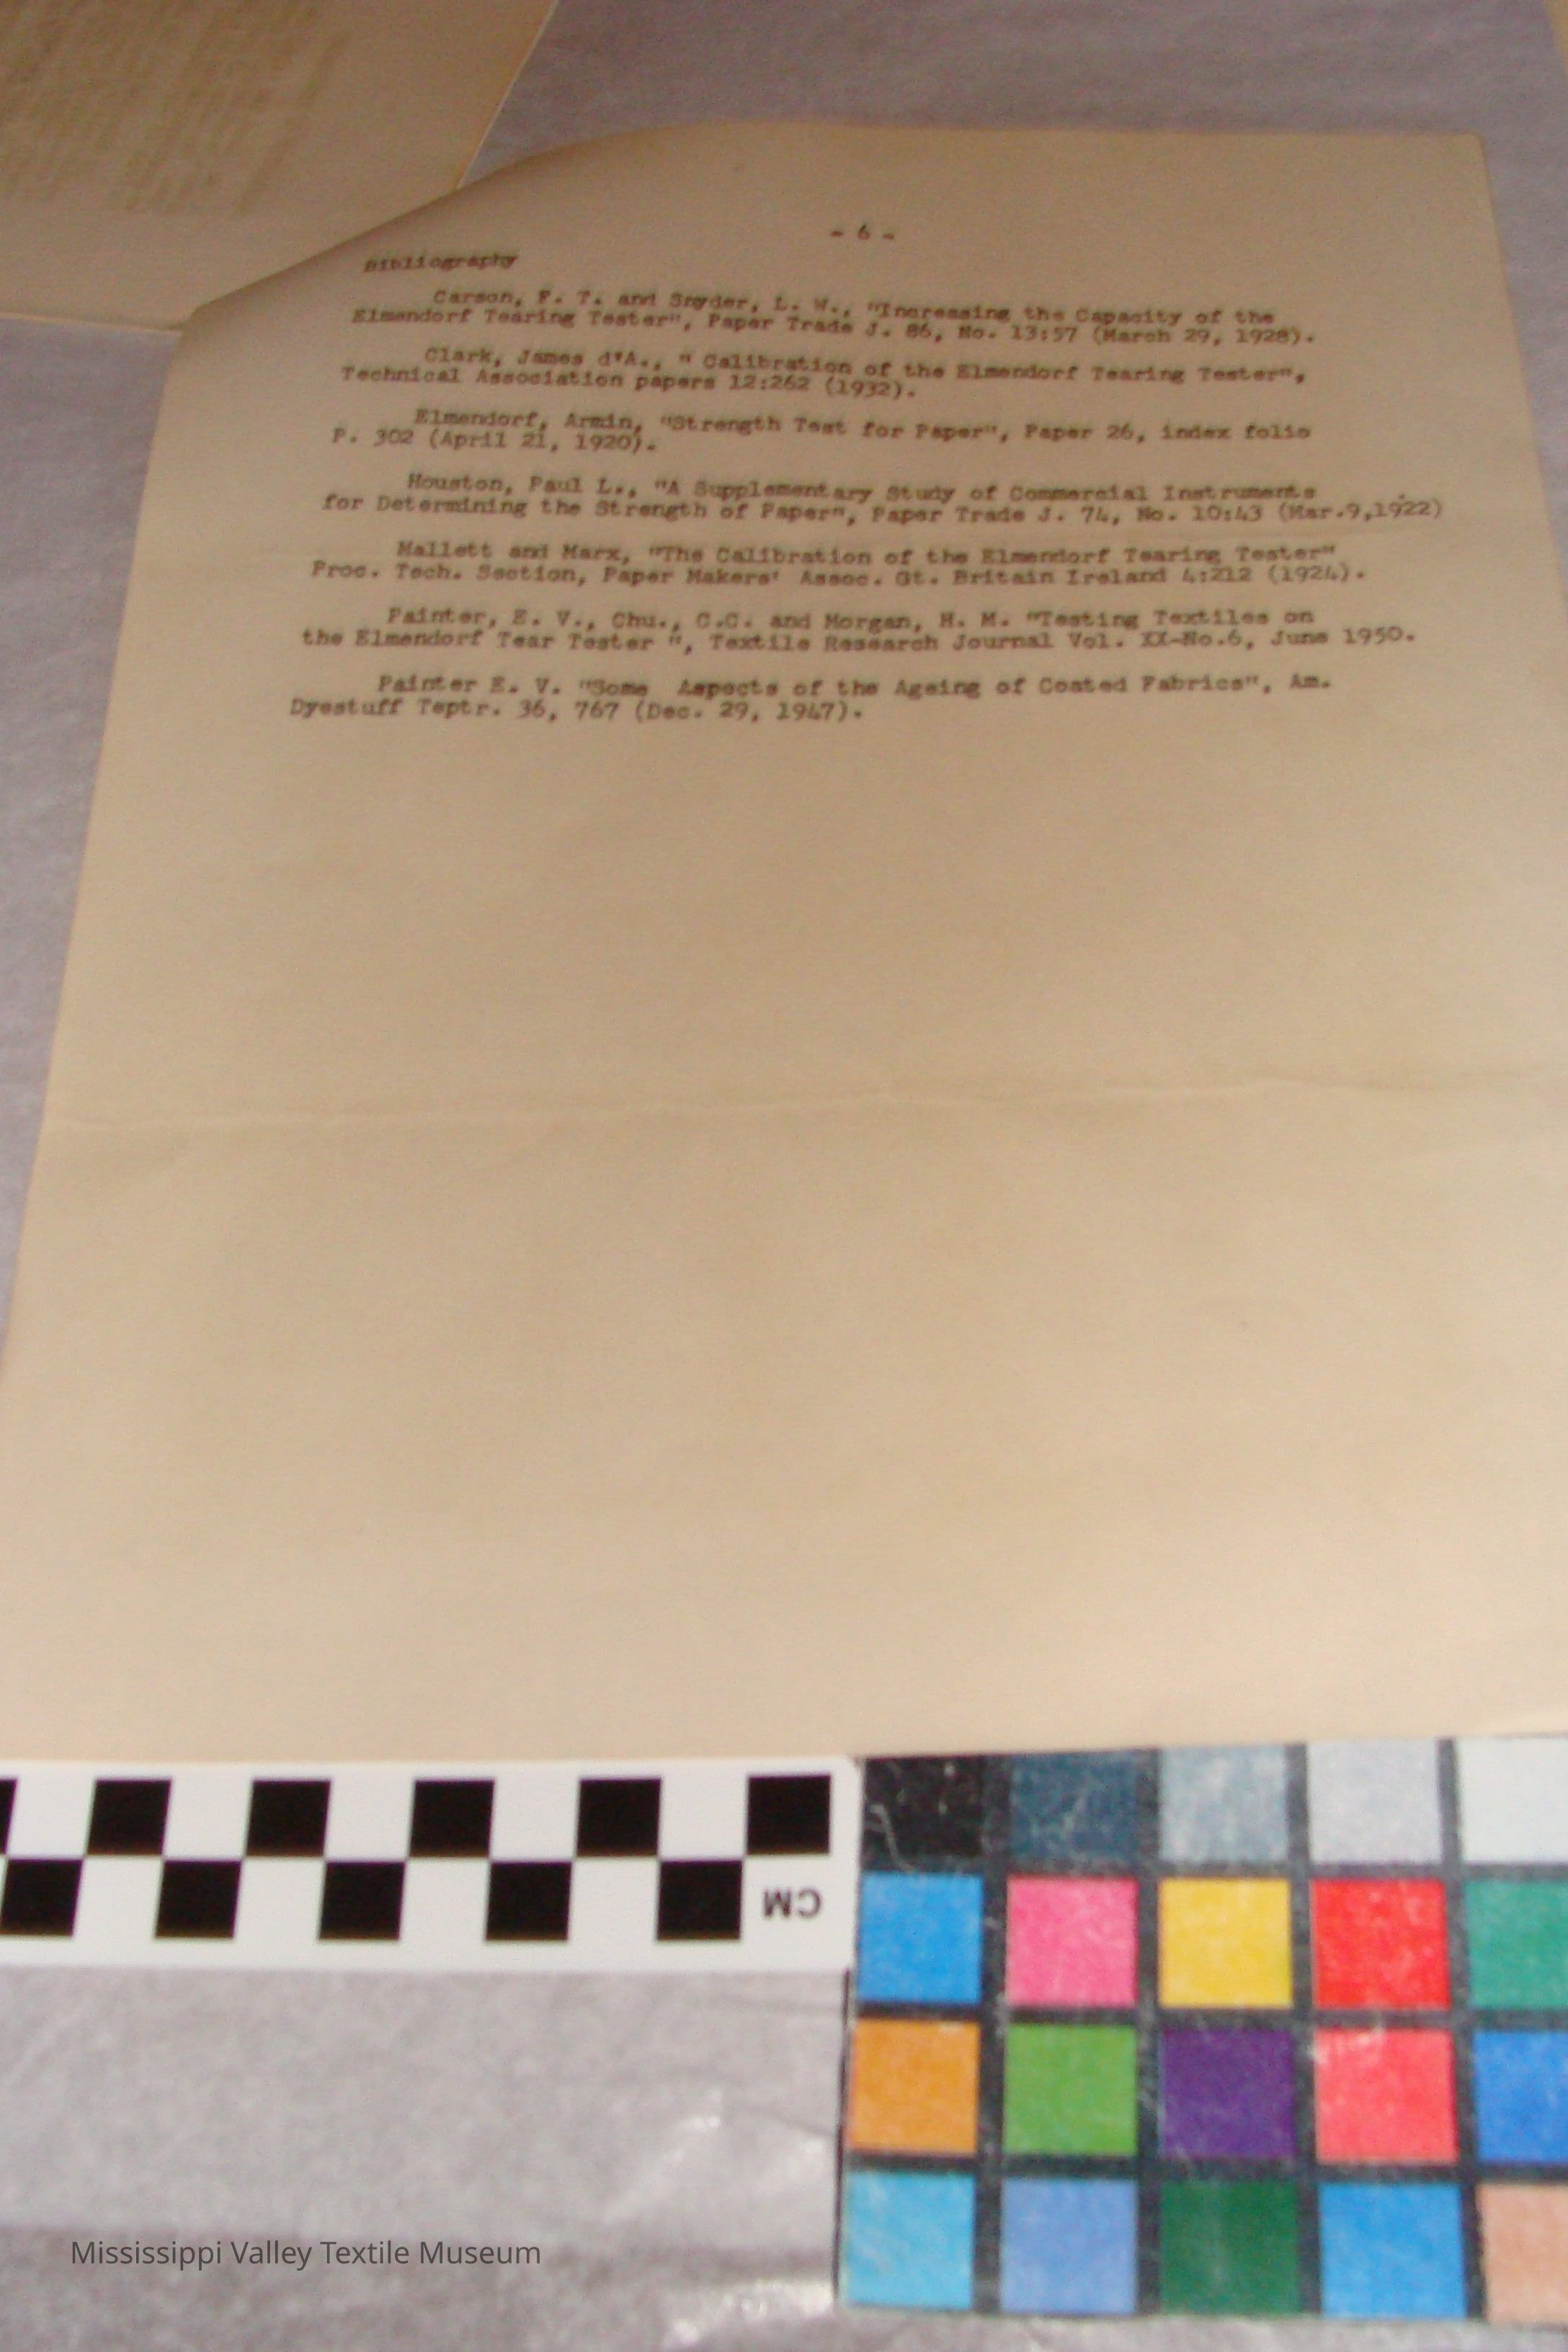 - 6 -
Bibliography
Carson, F. T. and Snyder, L. W., "Increasing the Capacity of the
Elmendorf Tearing Tester", Paper Trade J. 86, No. 13:57 (March 29, 1928).
Clark, James d'A., " Calibration of the Elmendorf Tearing Tester",
Technical Association papers 12:262 (1932).
Elmendorf, Armin, "Strength Test for Paper", Paper 26, index folio
P. 302 (April 21, 1920).
Houston, Paul L., "A Supplementary Study of Commercial Instruments
for Determining the Strength of Paper", Paper Trade J. 74, No. 10:43 (Mar.9,1922)
Mallett and Marx, "The Calibration of the Elmendorf Tearing Tester"
Proc. Tech. Section, Paper Makers' Assoc. Gt. Britain Ireland 4:212 (1924).
Painter, E. V., Chu., C.C. and Morgan, H. M. "Testing Textiles on
the Elmendorf Tear Tester ", Textile Research Journal Vol. XX-No.6, June 1950.
Painter E. V. "Some Aspects of the Ageing of Coated Fabrics", Am.
Dyestuff Teptr. 36, 767 (Dec. 29, 1947).
CM
Mississippi Valley Textile Museum